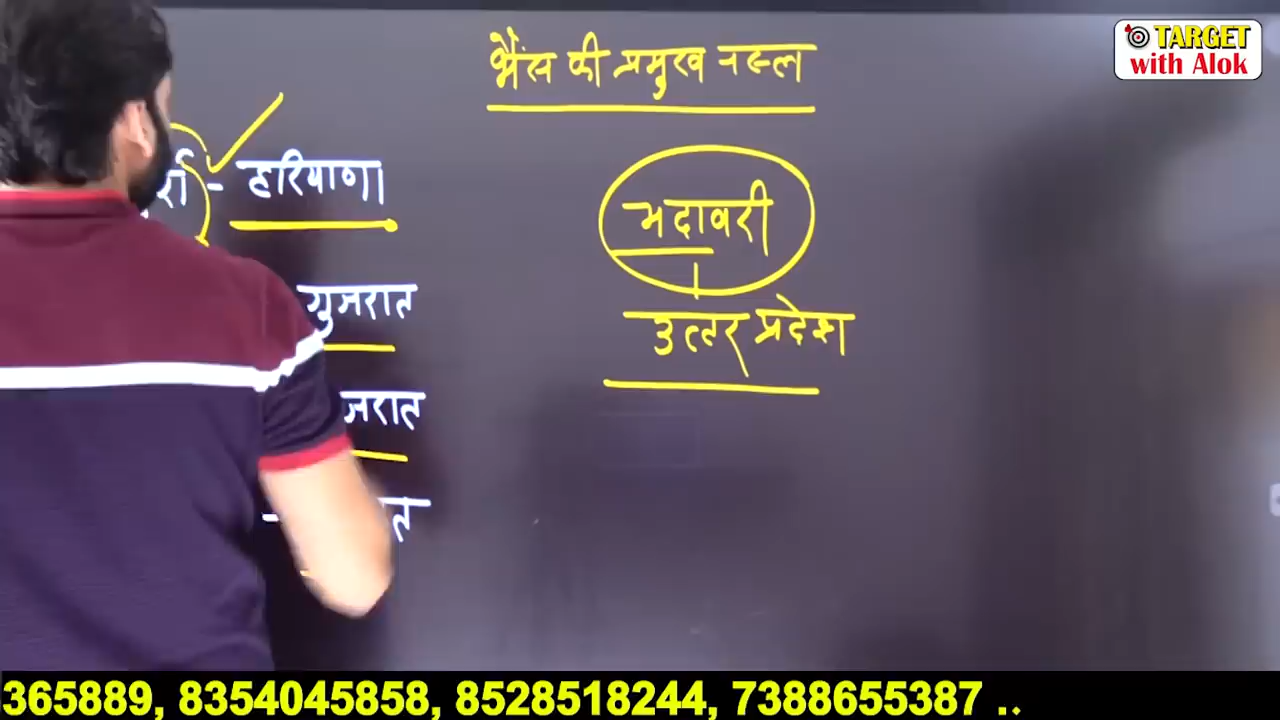 भैंस की प्रमुख नस्ल
TARGET
with Alok
र्रा - हरियाणा
भदावरी
गुजरात
उत्तर प्रदेश
जरात
- त
365889, 8354045858, 8528518244, 7388655387 ..